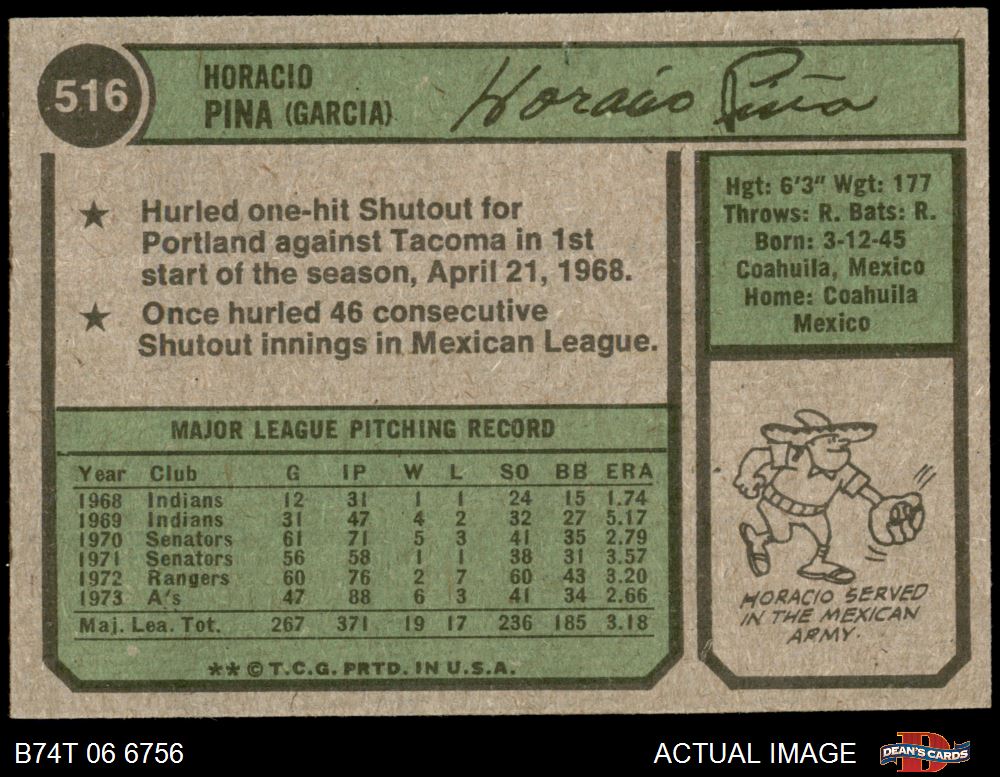 516
HORACIO
PINA (GARCIA)
Horacio Piña
★ Hurled one-hit Shutout for
Portland against Tacoma in 1st
start of the season, April 21, 1968.
★ Once hurled 46 consecutive
Shutout innings in Mexican League.
Hgt: 6'3" Wgt: 177
Throws: R. Bats: R.
Born: 3-12-45
Coahuila, Mexico
Home: Coahuila
Mexico
MAJOR LEAGUE PITCHING RECORD
Year Club G IP W L SO BB ERA
1968 Indians 12 31 1 1 24 15 1.74
1969 Indians 31 47 4 2 32 27 5.17
1970 Senators 61 71 5 3 41 35 2.79
1971 Senators 56 58 1 1 38 31 3.57
1972 Rangers 60 76 2 7 60 43 3.20
1973 A's 47 88 6 3 41 34 2.66
Maj. Lea. Tot. 267 371 19 17 236 185 3.18
** © T.C.G. PRTD. IN U.S.A.
HORACIO SERVED
IN THE MEXICAN
ARMY.
B74T 06 6756
ACTUAL IMAGE
DEAN'S CARDS